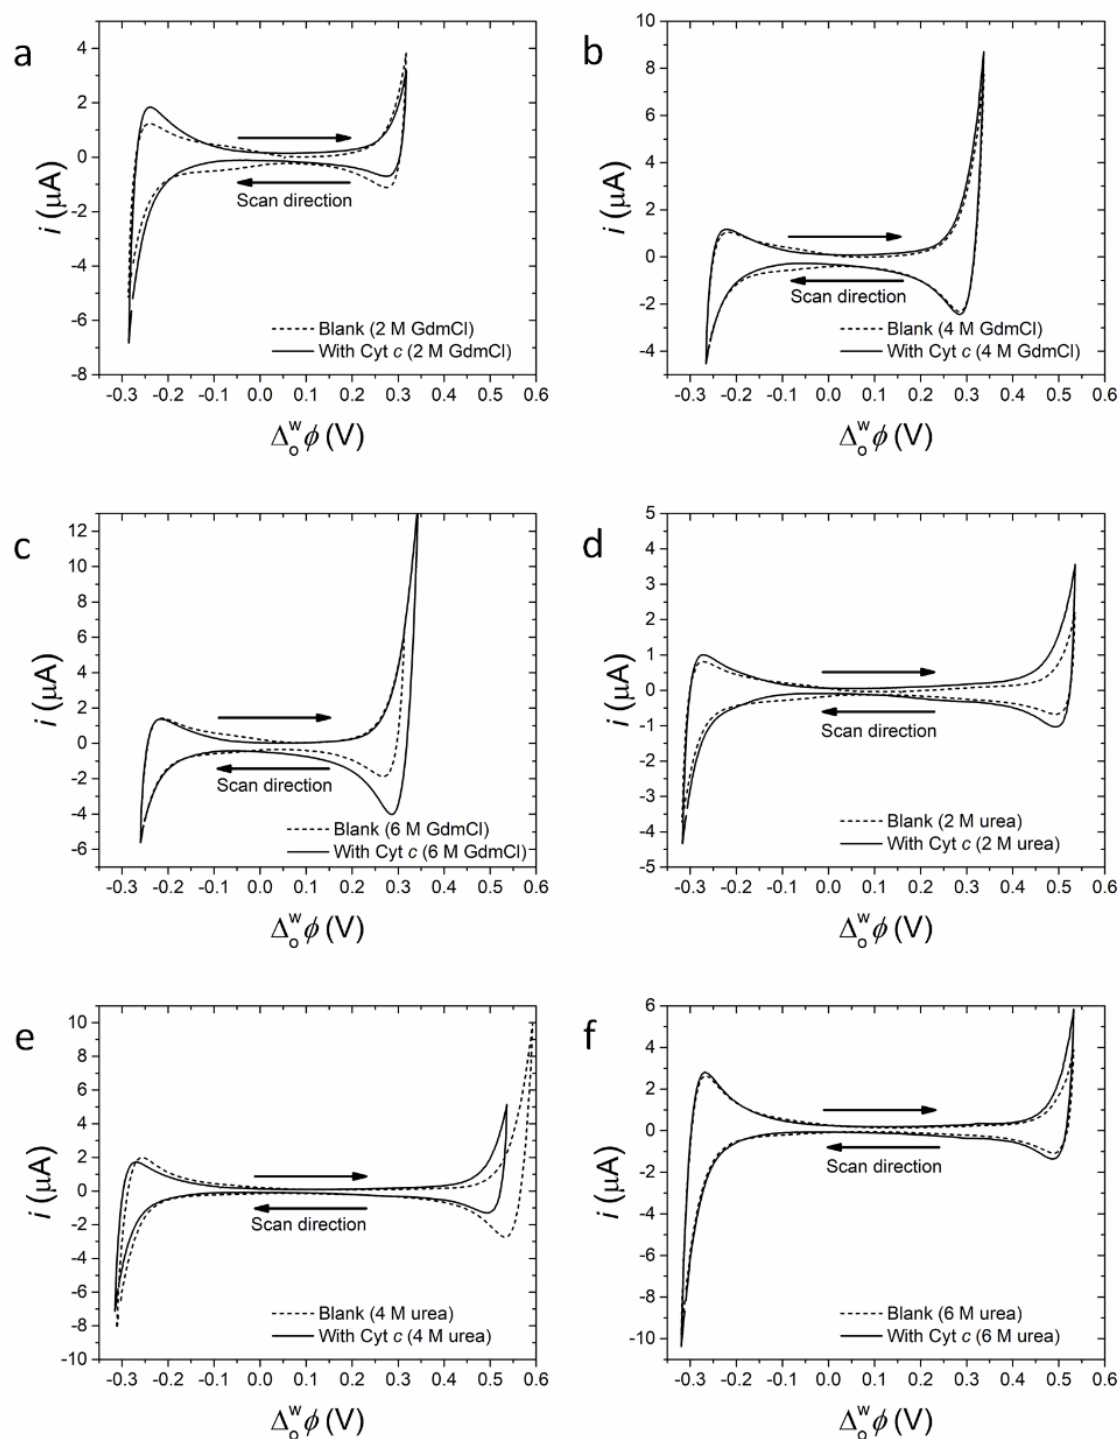 a
4
2
0
-2
-4
-6
-8
i (μA)
Scan direction
Blank (2 M GdmCl)
With Cyt c (2 M GdmCl)
-0.3 -0.2 -0.1 0.0 0.1 0.2 0.3 0.4 0.5 0.6
Δ_o^w ϕ (V)
b
10
8
6
4
2
0
-2
-4
i (μA)
Scan direction
Blank (4 M GdmCl)
With Cyt c (4 M GdmCl)
-0.3 -0.2 -0.1 0.0 0.1 0.2 0.3 0.4 0.5 0.6
Δ_o^w ϕ (V)
c
12
10
8
6
4
2
0
-2
-4
-6
i (μA)
Scan direction
Blank (6 M GdmCl)
With Cyt c (6 M GdmCl)
-0.3 -0.2 -0.1 0.0 0.1 0.2 0.3 0.4 0.5 0.6
Δ_o^w ϕ (V)
d
5
4
3
2
1
0
-1
-2
-3
-4
-5
i (μA)
Scan direction
Blank (2 M urea)
With Cyt c (2 M urea)
-0.3 -0.2 -0.1 0.0 0.1 0.2 0.3 0.4 0.5 0.6
Δ_o^w ϕ (V)
e
10
8
6
4
2
0
-2
-4
-6
-8
-10
i (μA)
Scan direction
Blank (4 M urea)
With Cyt c (4 M urea)
-0.3 -0.2 -0.1 0.0 0.1 0.2 0.3 0.4 0.5 0.6
Δ_o^w ϕ (V)
f
6
4
2
0
-2
-4
-6
-8
-10
i (μA)
Scan direction
Blank (6 M urea)
With Cyt c (6 M urea)
-0.3 -0.2 -0.1 0.0 0.1 0.2 0.3 0.4 0.5 0.6
Δ_o^w ϕ (V)